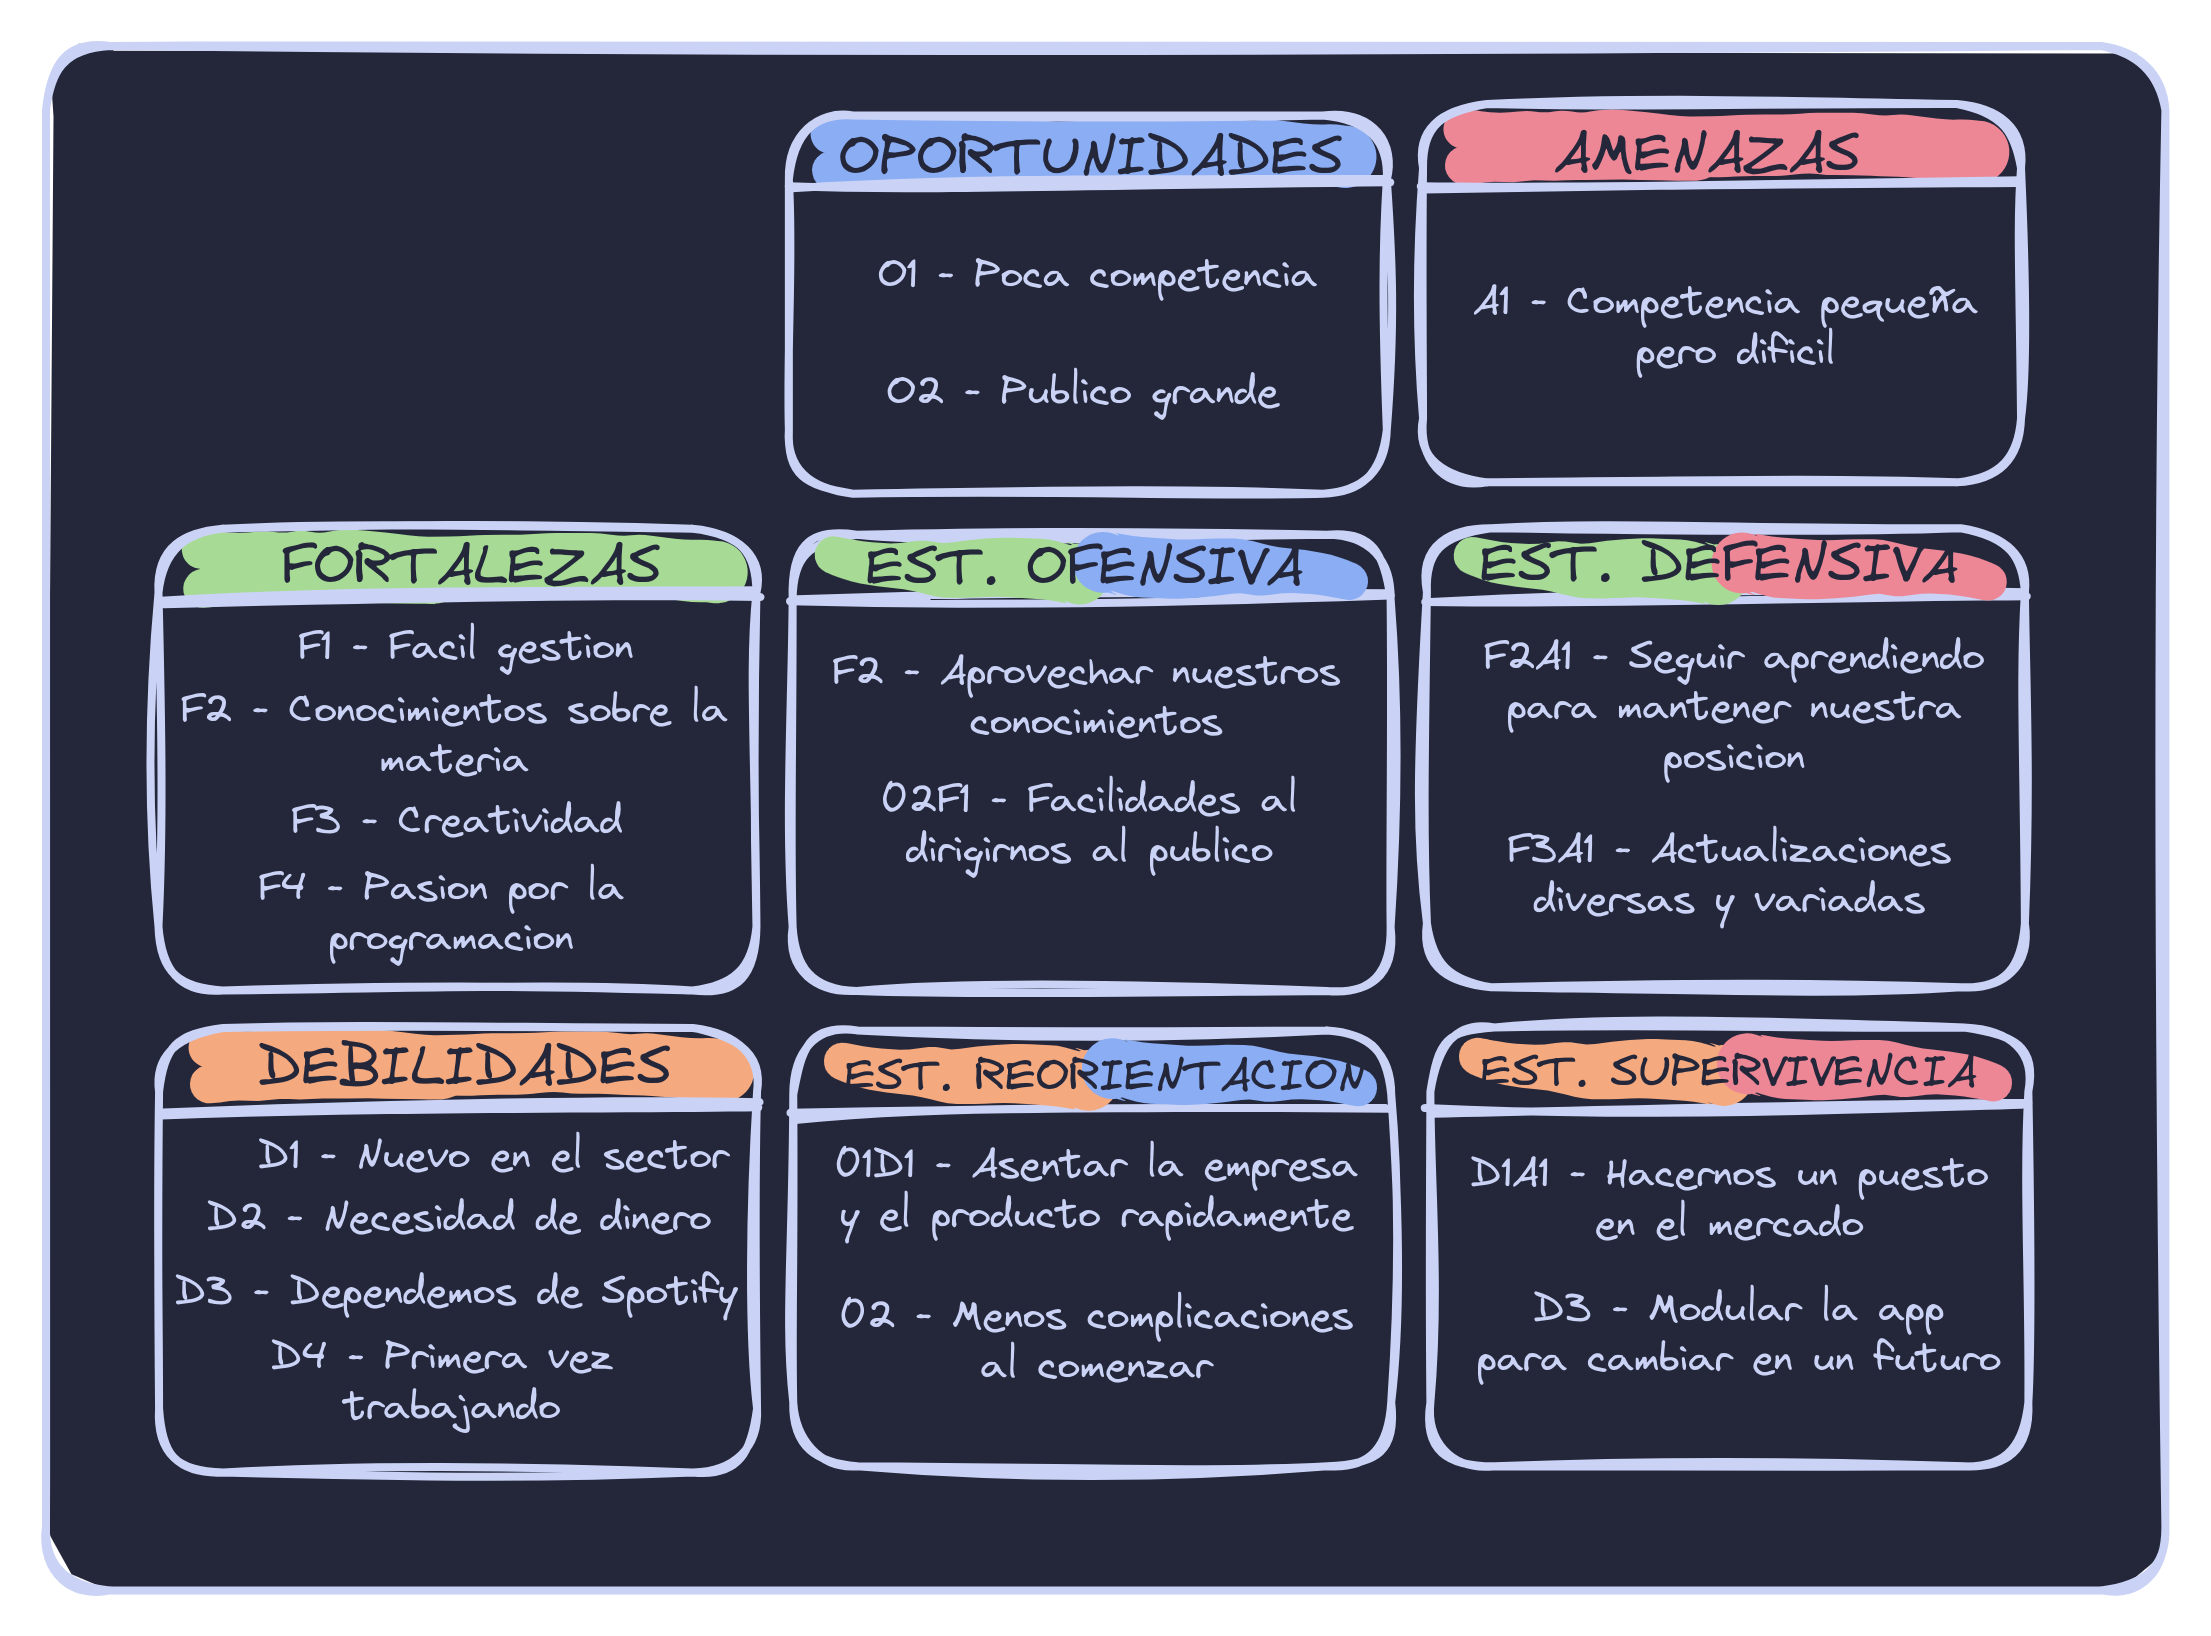 OPORTUNIDADES
O1 - Poca competencia
O2 - Publico grande
AMENAZAS
A1 - Competencia pequeña
pero dificil
FORTALEZAS
F1 - Facil gestion
F2 - Conocimientos sobre la
materia
F3 - Creatividad
F4 - Pasion por la
programacion
EST. OFENSIVA
F2 - Aprovechar nuestros
conocimientos
O2F1 - Facilidades al
dirigirnos al publico
EST. DEFENSIVA
F2A1 - Seguir aprendiendo
para mantener nuestra
posicion
F3A1 - Actualizaciones
diversas y variadas
DEBILIDADES
D1 - Nuevo en el sector
D2 - Necesidad de dinero
D3 - Dependemos de Spotify
D4 - Primera vez
trabajando
EST. REORIENTACION
O1D1 - Asentar la empresa
y el producto rapidamente
O2 - Menos complicaciones
al comenzar
EST. SUPERVIVENCIA
D1A1 - Hacernos un puesto
en el mercado
D3 - Modular la app
para cambiar en un futuro